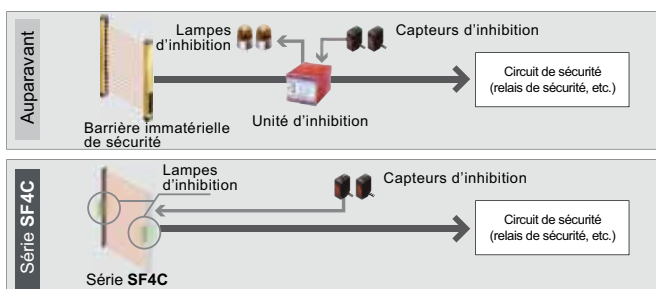 Auparavant
Lampes
d'inhibition
Capteurs d'inhibition
Circuit de sécurité
(relais de sécurité, etc.)
Unité d'inhibition
Barrière immatérielle
de sécurité
Série SF4C
Lampes
d'inhibition
Capteurs d'inhibition
Circuit de sécurité
(relais de sécurité, etc.)
Série SF4C